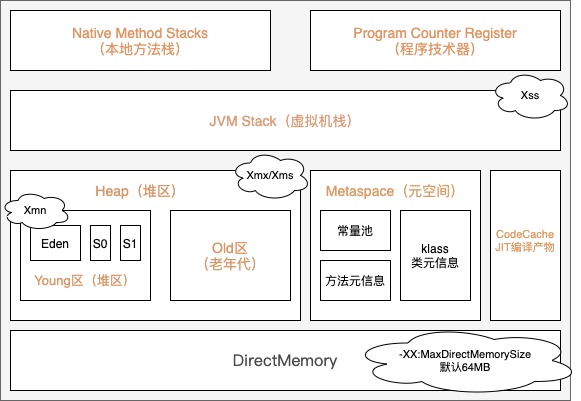 Native Method Stacks
（本地方法栈）
Program Counter Register
（程序技术器）
Xss
JVM Stack（虚拟机栈）
Xmx/Xms
Heap（堆区）
Metaspace（元空间）
Xmn
Eden
S0
S1
Young区（堆区）
Old区
（老年代）
常量池
方法元信息
klass
类元信息
CodeCache
JIT编译产物
DirectMemory
-XX:MaxDirectMemorySize
默认64MB